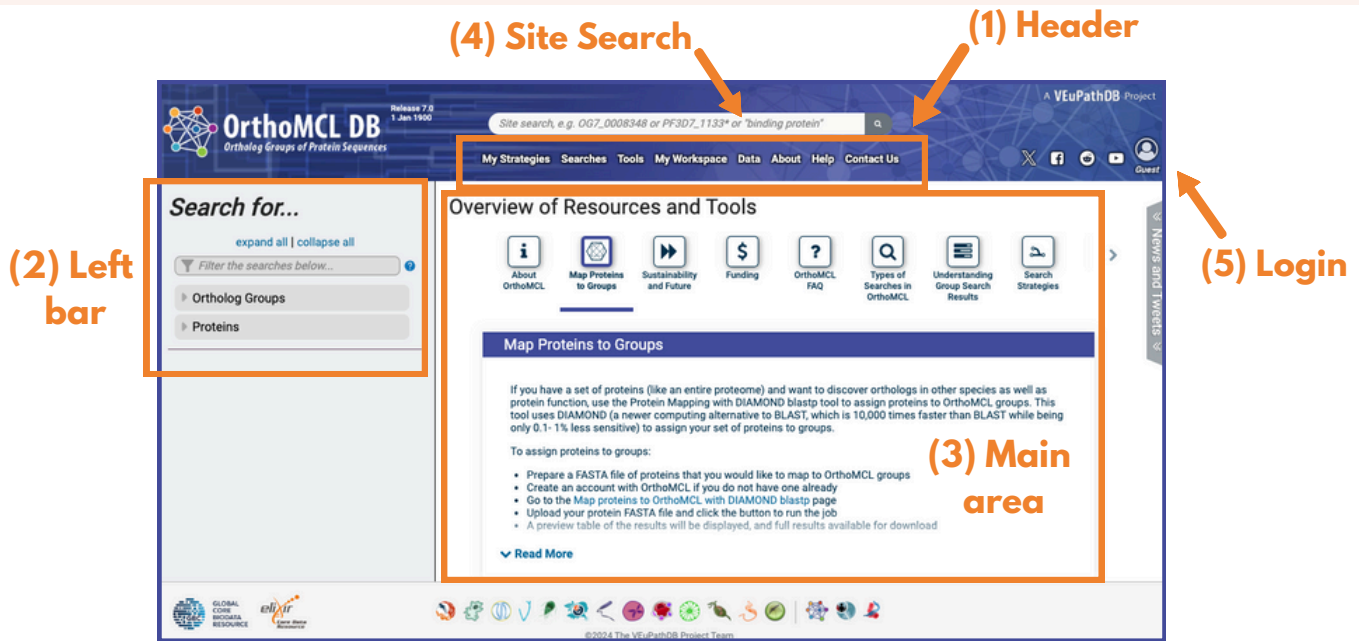 (4) Site Search
(1) Header
A VEuPathDB Project
Release 7.0
1 Jan 1900
OrthoMCL DB
Ortholog Groups of Protein Sequences
Site search, e.g. OG7_0008348 or PF3D7_1133* or "binding protein"
My Strategies Searches Tools My Workspace Data About Help Contact Us
Guest
(2) Left
bar
Search for...
expand all | collapse all
Filter the searches below...
Ortholog Groups
Proteins
Overview of Resources and Tools
About
OrthoMCL
Map Proteins
to Groups
Sustainability
and Future
Funding
OrthoMCL
FAQ
Types of
Searches in
OrthoMCL
Understanding
Group Search
Results
Search
Strategies
News and Tweets
(5) Login
Map Proteins to Groups
If you have a set of proteins (like an entire proteome) and want to discover orthologs in other species as well as
protein function, use the Protein Mapping with DIAMOND blastp tool to assign proteins to OrthoMCL groups. This
tool uses DIAMOND (a newer computing alternative to BLAST, which is 10,000 times faster than BLAST while being
only 0.1- 1% less sensitive) to assign your set of proteins to groups.
To assign proteins to groups:
• Prepare a FASTA file of proteins that you would like to map to OrthoMCL groups
• Create an account with OrthoMCL if you do not have one already
• Go to the Map proteins to OrthoMCL with DIAMOND blastp page
• Upload your protein FASTA file and click the button to run the job
• A preview table of the results will be displayed, and full results available for download
Read More
(3) Main
area
GLOBAL
CORE
BIODATA
RESOURCE
elixir
Core Data
Resource
©2024 The VEuPathDB Project Team